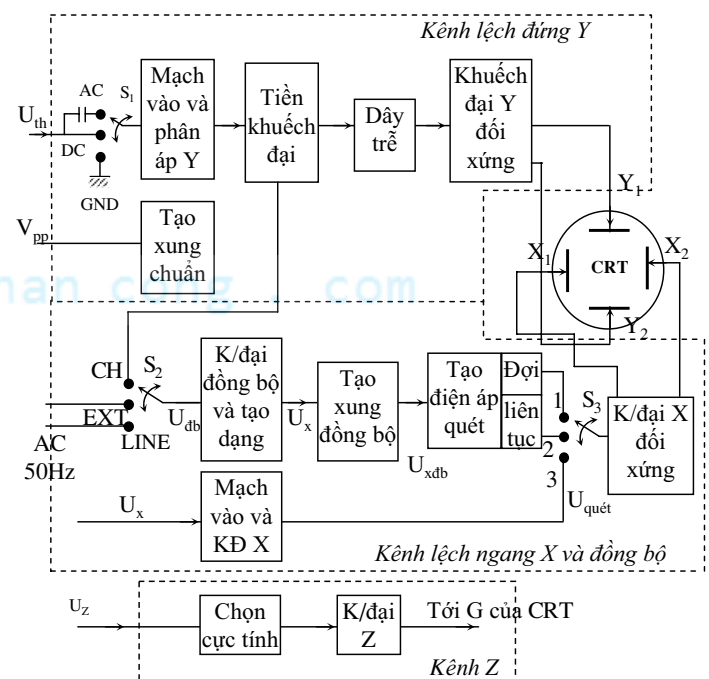 Kênh lệch đứng Y
AC
S1
Uth
DC
GND
Mạch
vào và
phân
áp Y
Tiền
khuếch
đại
Dây
trễ
Khuếch
đại Y
đối
xứng
Y1
Vpp
Tạo
xung
chuẩn
X1
CRT
X2
Y2
nan cong . com
CH
S2
EXT
LINE
AC
50Hz
Uđb
K/đại
đồng bộ
và tạo
dạng
Ux
Tạo
xung
đồng bộ
Uxđb
Tạo
điện áp
quét
Đợi
liên
tục
1
2
3
S3
Uquét
K/đại X
đối
xứng
Ux
Mạch
vào và
KĐ X
Kênh lệch ngang X và đồng bộ
UZ
Chọn
cực tính
K/đại
Z
Tới G của CRT
Kênh Z